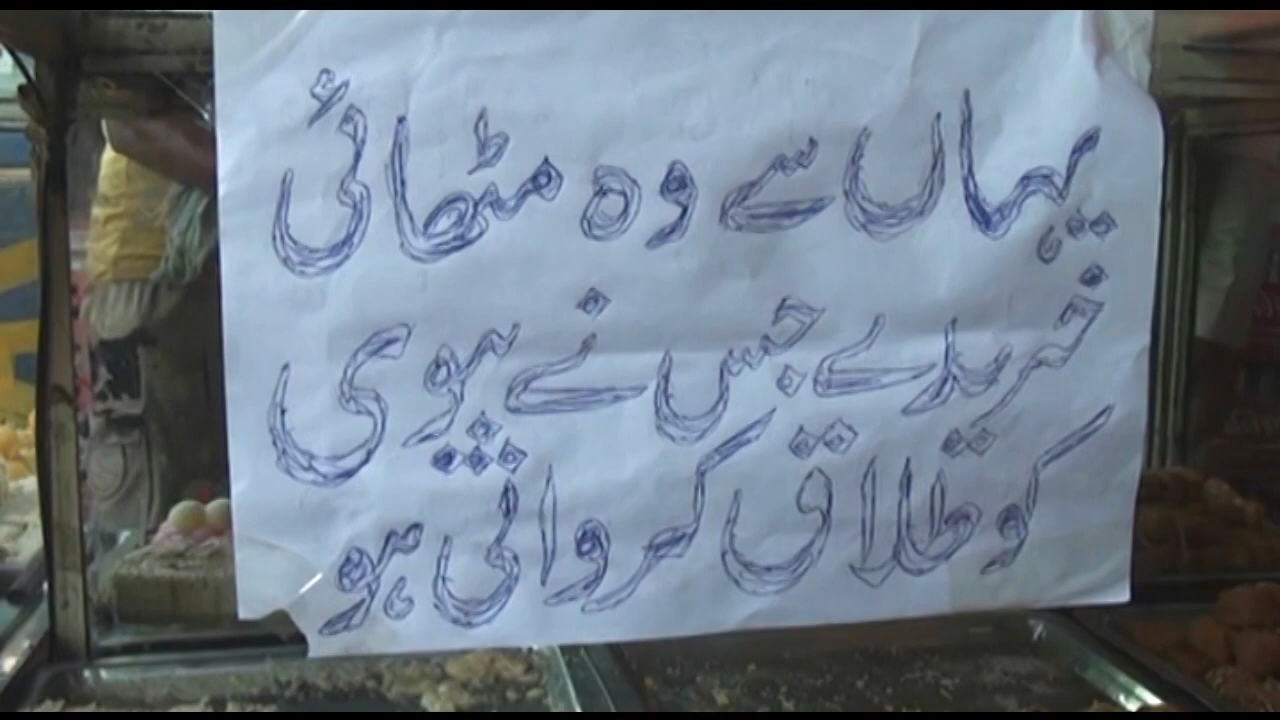 یہاں سے وہ مٹھائی
خریدے جس نے بیوی
کو طلاق کروائی ہو